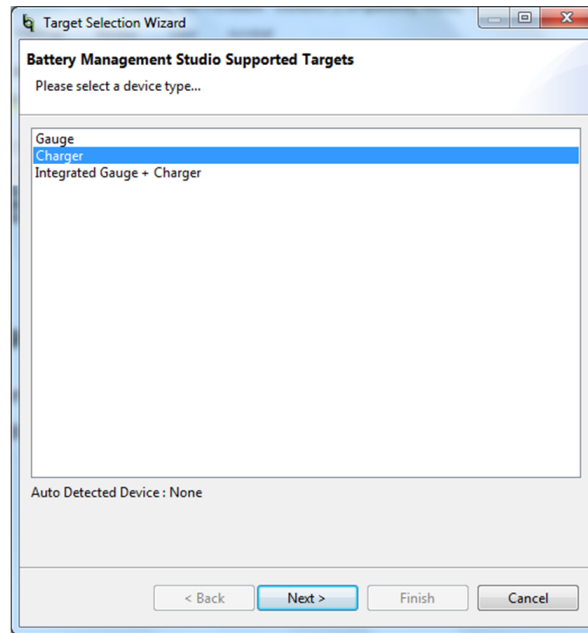 Target Selection Wizard
Battery Management Studio Supported Targets
Please select a device type...
Gauge
Charger
Integrated Gauge + Charger
Auto Detected Device : None
< Back
Next >
Finish
Cancel